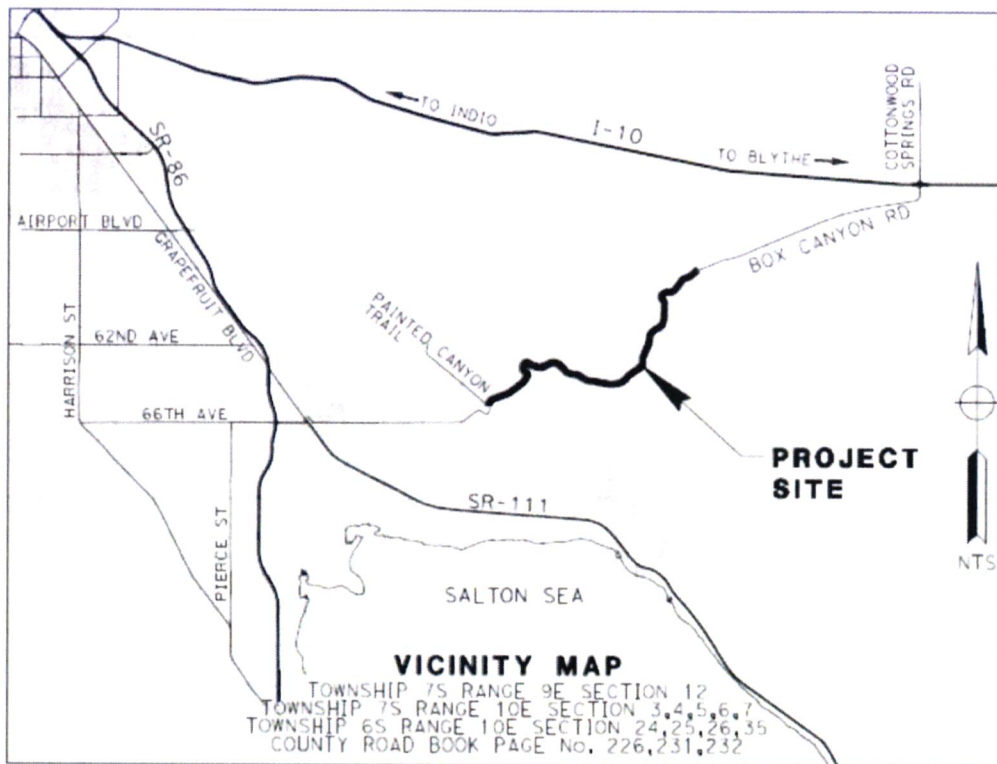 TO INDIO
I-10
TO BLYTHE
COTTONWOOD
SPRINGS RD
SR-86
AIRPORT BLVD
GRAPEFRUIT BLVD
BOX CANYON RD
PAINTED CANYON
TRAIL
HARRISON ST
62ND AVE
66TH AVE
PROJECT
SITE
NTS
SR-111
PIERCE ST
SALTON SEA
VICINITY MAP
TOWNSHIP 7S RANGE 9E SECTION 12
TOWNSHIP 7S RANGE 10E SECTION 3,4,5,6,7
TOWNSHIP 6S RANGE 10E SECTION 24,25,26,35
COUNTY ROAD BOOK PAGE No. 226,231,232